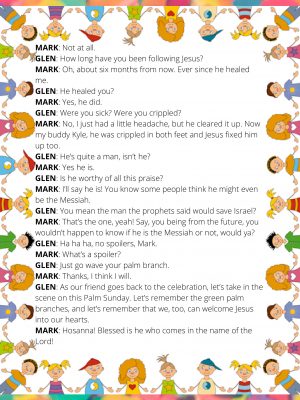 MARK: Not at all.
GLEN: How long have you been following Jesus?
MARK: Oh, about six months from now. Ever since he healed
me.
GLEN: He healed you?
MARK: Yes, he did.
GLEN: Were you sick? Were you crippled?
MARK: No, I just had a little headache, but he cleared it up. Now
my buddy Kyle, he was crippled in both feet and Jesus fixed him
up too.
GLEN: He's quite a man, isn't he?
MARK: Yes he is.
GLEN: Is he worthy of all this praise?
MARK: I'll say he is! You know some people think he might even
be the Messiah.
GLEN: You mean the man the prophets said would save Israel?
MARK: That's the one, yeah! Say, you being from the future, you
wouldn't happen to know if he is the Messiah or not, would ya?
GLEN: Ha ha ha, no spoilers, Mark.
MARK: What's a spoiler?
GLEN: Just go wave your palm branch.
MARK: Thanks, I think I will.
GLEN: As our friend goes back to the celebration, let's take in the
scene on this Palm Sunday. Let's remember the green palm
branches, and let's remember that we, too, can welcome Jesus
into our hearts.
MARK: Hosanna! Blessed is he who comes in the name of the
Lord!